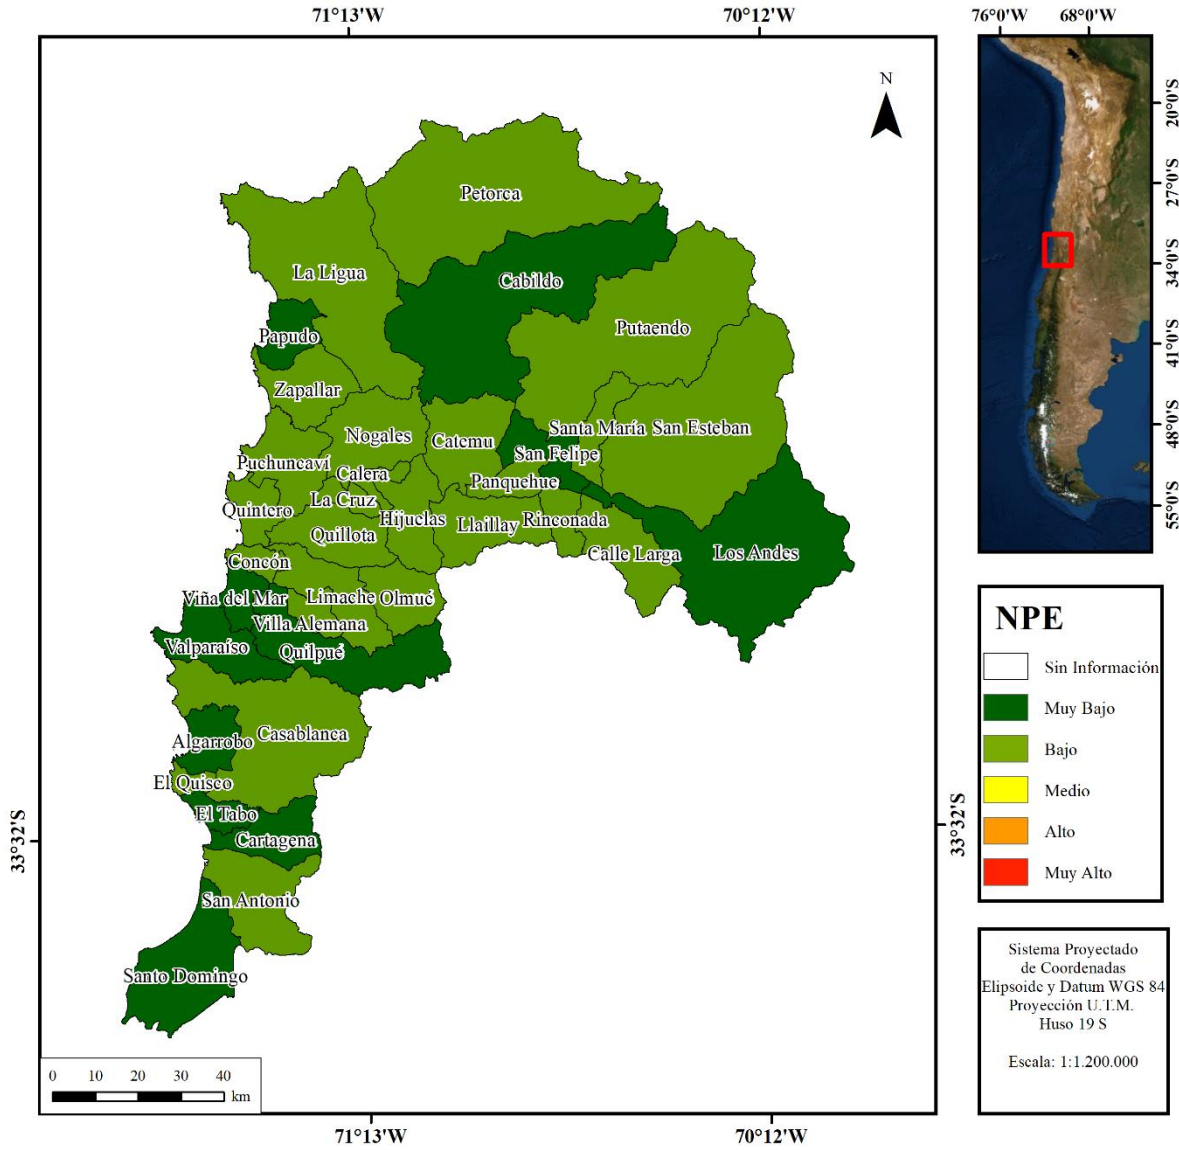 71°13'W
70°12'W
76°0'W
68°0'W
N
20°0'S
27°0'S
34°0'S
41°0'S
48°0'S
55°0'S
Petorca
La Ligua
Cabildo
Papudo
Putaendo
Zapallar
Nogales
Catemu
Santa María
San Esteban
San Felipe
Puchuncaví
Calera
Panquehue
La Cruz
Quintero
Hijuelas
Llaillay
Rinconada
Quillota
Calle Larga
Los Andes
Concón
Viña del Mar
Limache
Olmué
Villa Alemana
Valparaíso
Quilpué
Casablanca
Algarrobo
El Quisco
El Tabo
Cartagena
San Antonio
Santo Domingo
33°32'S
33°32'S
0 10 20 30 40
km
71°13'W
70°12'W
NPE
Sin Información
Muy Bajo
Bajo
Medio
Alto
Muy Alto
Sistema Proyectado
de Coordenadas
Elipsoide y Datum WGS 84
Proyección U.T.M.
Huso 19 S
Escala: 1:1.200.000